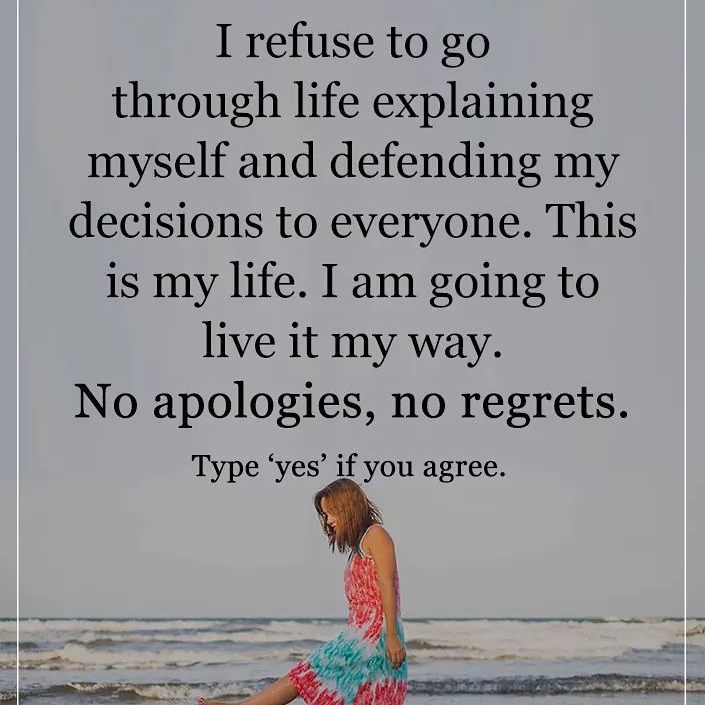 I refuse to go
through life explaining
myself and defending my
decisions to everyone. This
is my life. I am going to
live it my way.
No apologies, no regrets.
Type ‘yes’ if you agree.